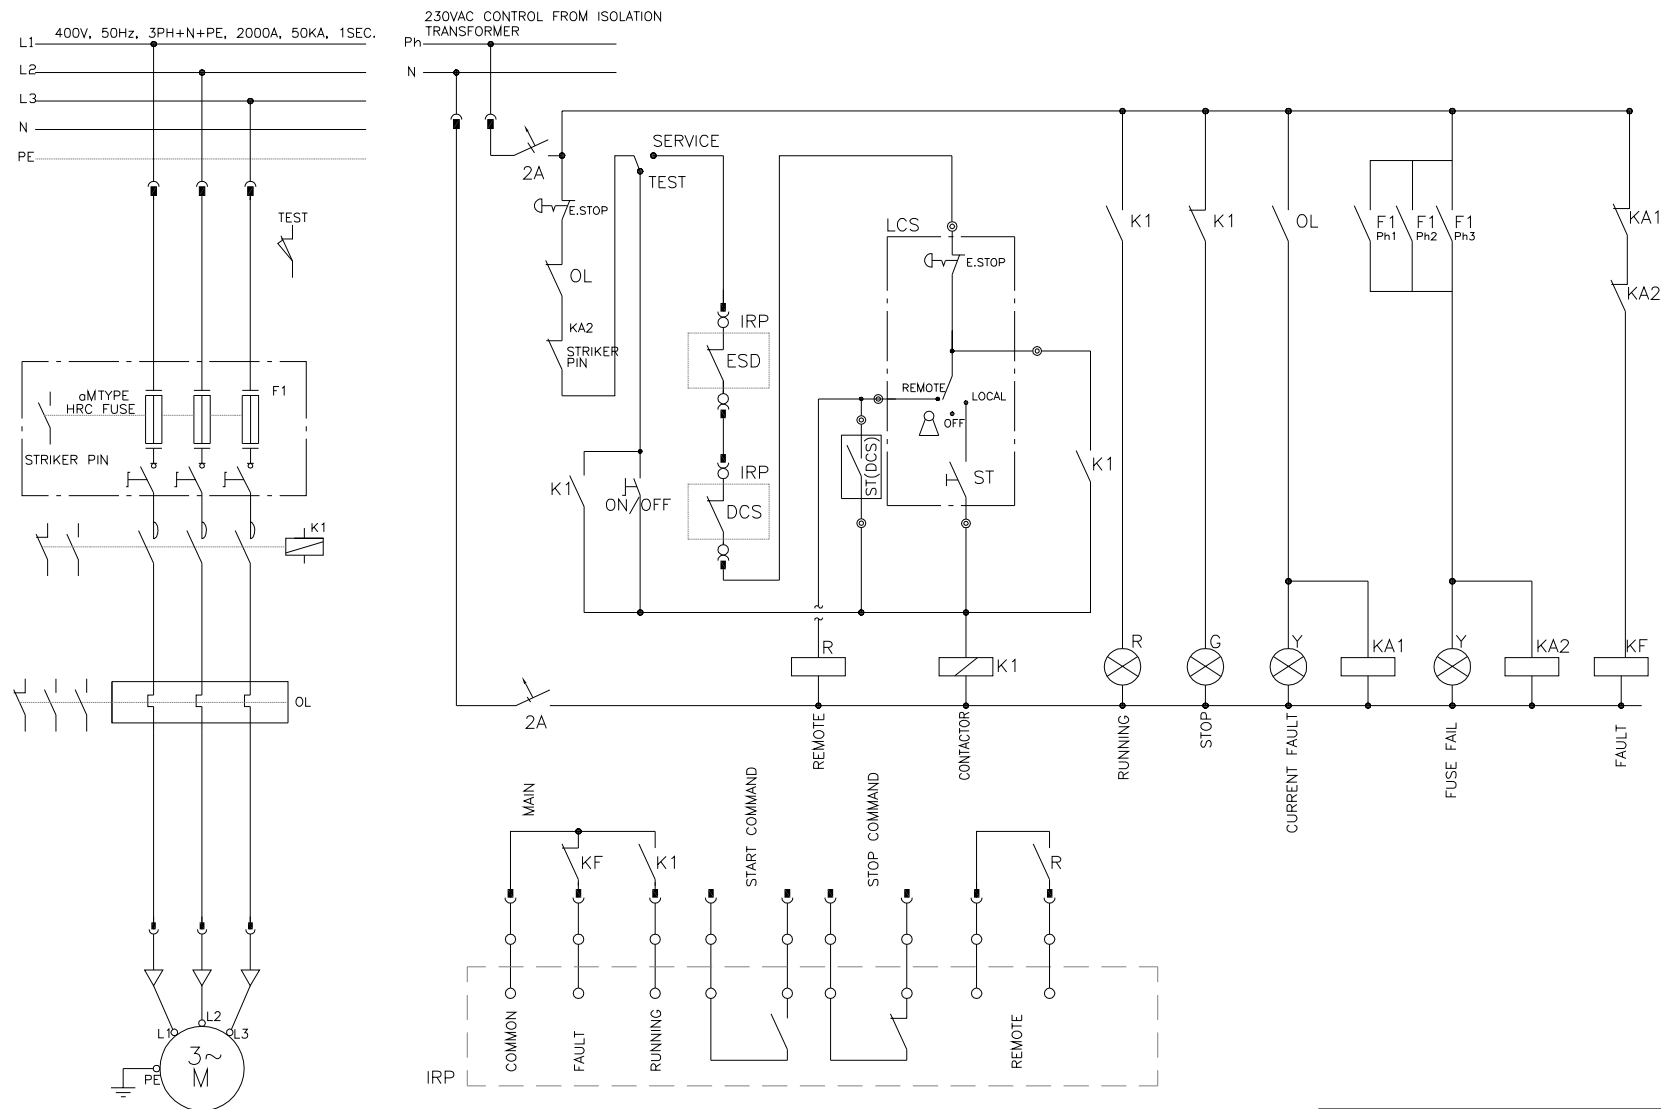 400V, 50Hz, 3PH+N+PE, 2000A, 50KA, 1SEC.
L1
L2
L3
N
PE
TEST
aMTYPE
HRC FUSE
F1
STRIKER PIN
K1
OL
L1
L2
L3
3~
M
PE
230VAC CONTROL FROM ISOLATION
TRANSFORMER
Ph
N
2A
SERVICE
TEST
E.STOP
OL
KA2
STRIKER
PIN
K1
ON/OFF
IRP
ESD
IRP
DCS
LCS
E.STOP
REMOTE
LOCAL
OFF
ST(DCS)
ST
K1
K1
K1
OL
F1
Ph1
F1
Ph2
F1
Ph3
KA1
KA2
R
K1
R
G
Y
KA1
Y
KA2
KF
2A
MAIN
REMOTE
CONTACTOR
RUNNING
STOP
CURRENT FAULT
FUSE FAIL
FAULT
START COMMAND
STOP COMMAND
KF
K1
R
COMMON
FAULT
RUNNING
REMOTE
IRP